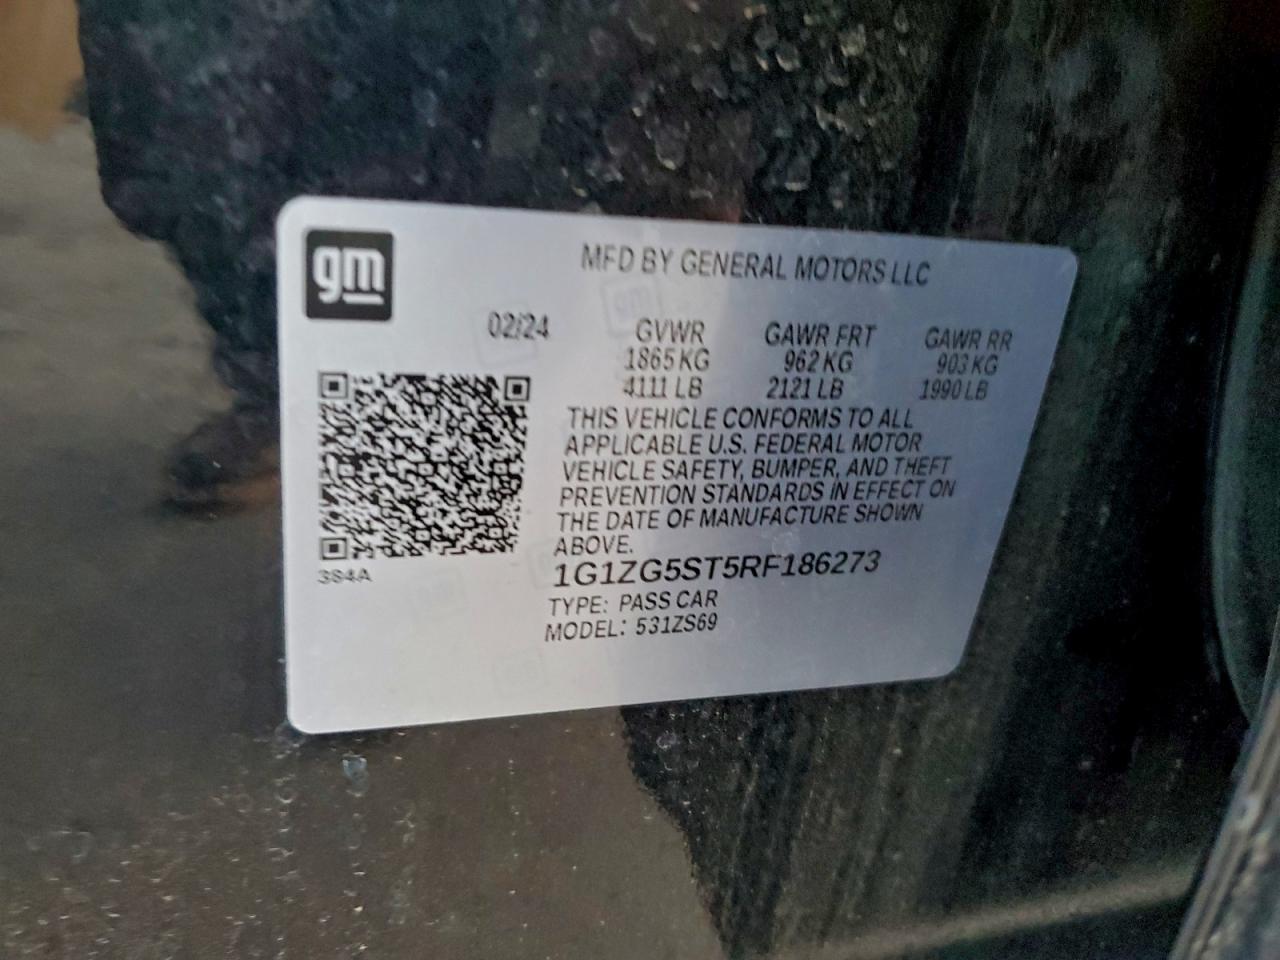 gm
MFD BY GENERAL MOTORS LLC
02/24 GVWR GAWR FRT GAWR RR
1865 KG 962 KG 903 KG
4111 LB 2121 LB 1990 LB
THIS VEHICLE CONFORMS TO ALL
APPLICABLE U.S. FEDERAL MOTOR
VEHICLE SAFETY, BUMPER, AND THEFT
PREVENTION STANDARDS IN EFFECT ON
THE DATE OF MANUFACTURE SHOWN
ABOVE.
384A
1G1ZG5ST5RF186273
TYPE: PASS CAR
MODEL: 531ZS69